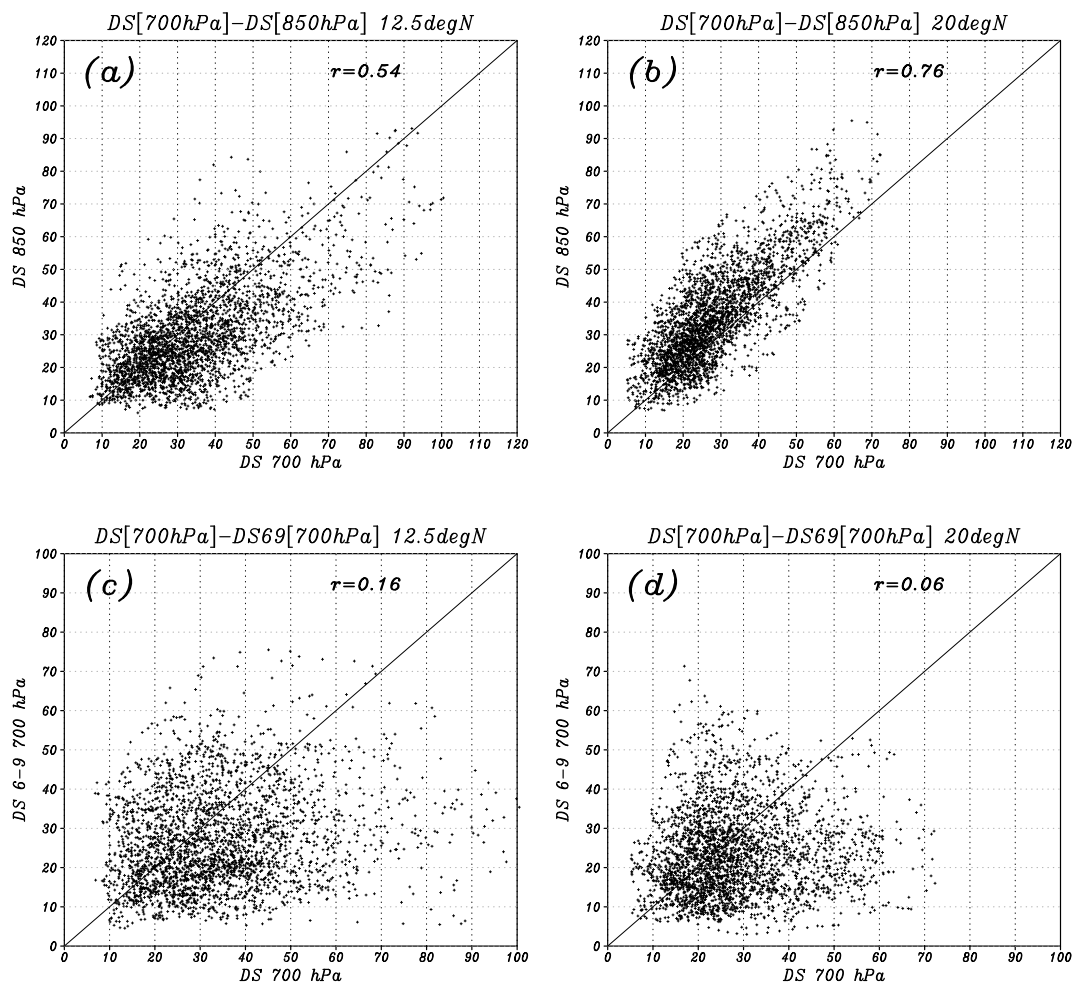 DS[700hPa]-DS[850hPa] 12.5degN
(a)
r=0.54
120
110
100
90
80
70
60
50
40
30
20
10
0
DS 850 hPa
0 10 20 30 40 50 60 70 80 90 100 110 120
DS 700 hPa
DS[700hPa]-DS[850hPa] 20degN
(b)
r=0.76
120
110
100
90
80
70
60
50
40
30
20
10
0
DS 850 hPa
0 10 20 30 40 50 60 70 80 90 100 110 120
DS 700 hPa
DS[700hPa]-DS69[700hPa] 12.5degN
(c)
r=0.16
100
90
80
70
60
50
40
30
20
10
0
DS 6-9 700 hPa
0 10 20 30 40 50 60 70 80 90 100
DS 700 hPa
DS[700hPa]-DS69[700hPa] 20degN
(d)
r=0.06
100
90
80
70
60
50
40
30
20
10
0
DS 6-9 700 hPa
0 10 20 30 40 50 60 70 80 90 100
DS 700 hPa